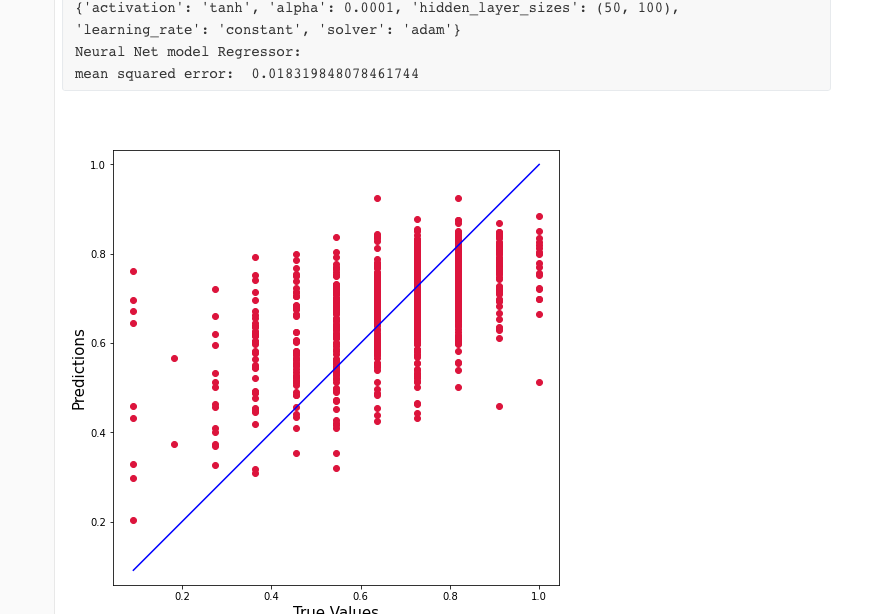 {'activation': 'tanh', 'alpha': 0.0001, 'hidden_layer_sizes': (50, 100),
'learning_rate': 'constant', 'solver': 'adam'}
Neural Net model Regressor:
mean squared error:  0.018319848078461744
1.0
0.8
0.6
0.4
0.2
Predictions
0.2 0.4 0.6 0.8 1.0
True Values